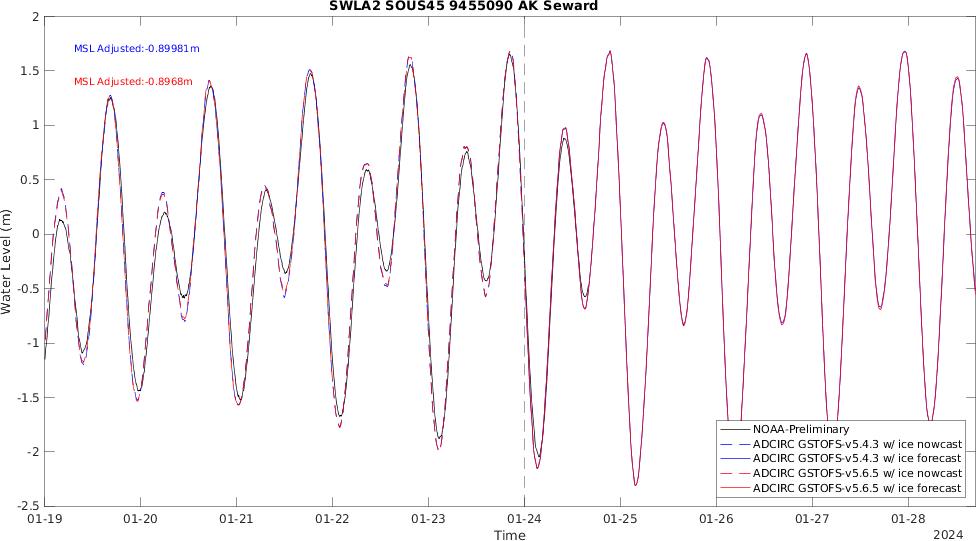 SWLA2 SOUS45 9455090 AK Seward
MSL Adjusted:-0.89981m
MSL Adjusted:-0.8968m
Water Level (m)
2
1.5
1
0.5
0
-0.5
-1
-1.5
-2
-2.5
NOAA-Preliminary
ADCIRC GSTOFS-v5.4.3 w/ ice nowcast
ADCIRC GSTOFS-v5.4.3 w/ ice forecast
ADCIRC GSTOFS-v5.6.5 w/ ice nowcast
ADCIRC GSTOFS-v5.6.5 w/ ice forecast
01-19 01-20 01-21 01-22 01-23 01-24 01-25 01-26 01-27 01-28
Time
2024